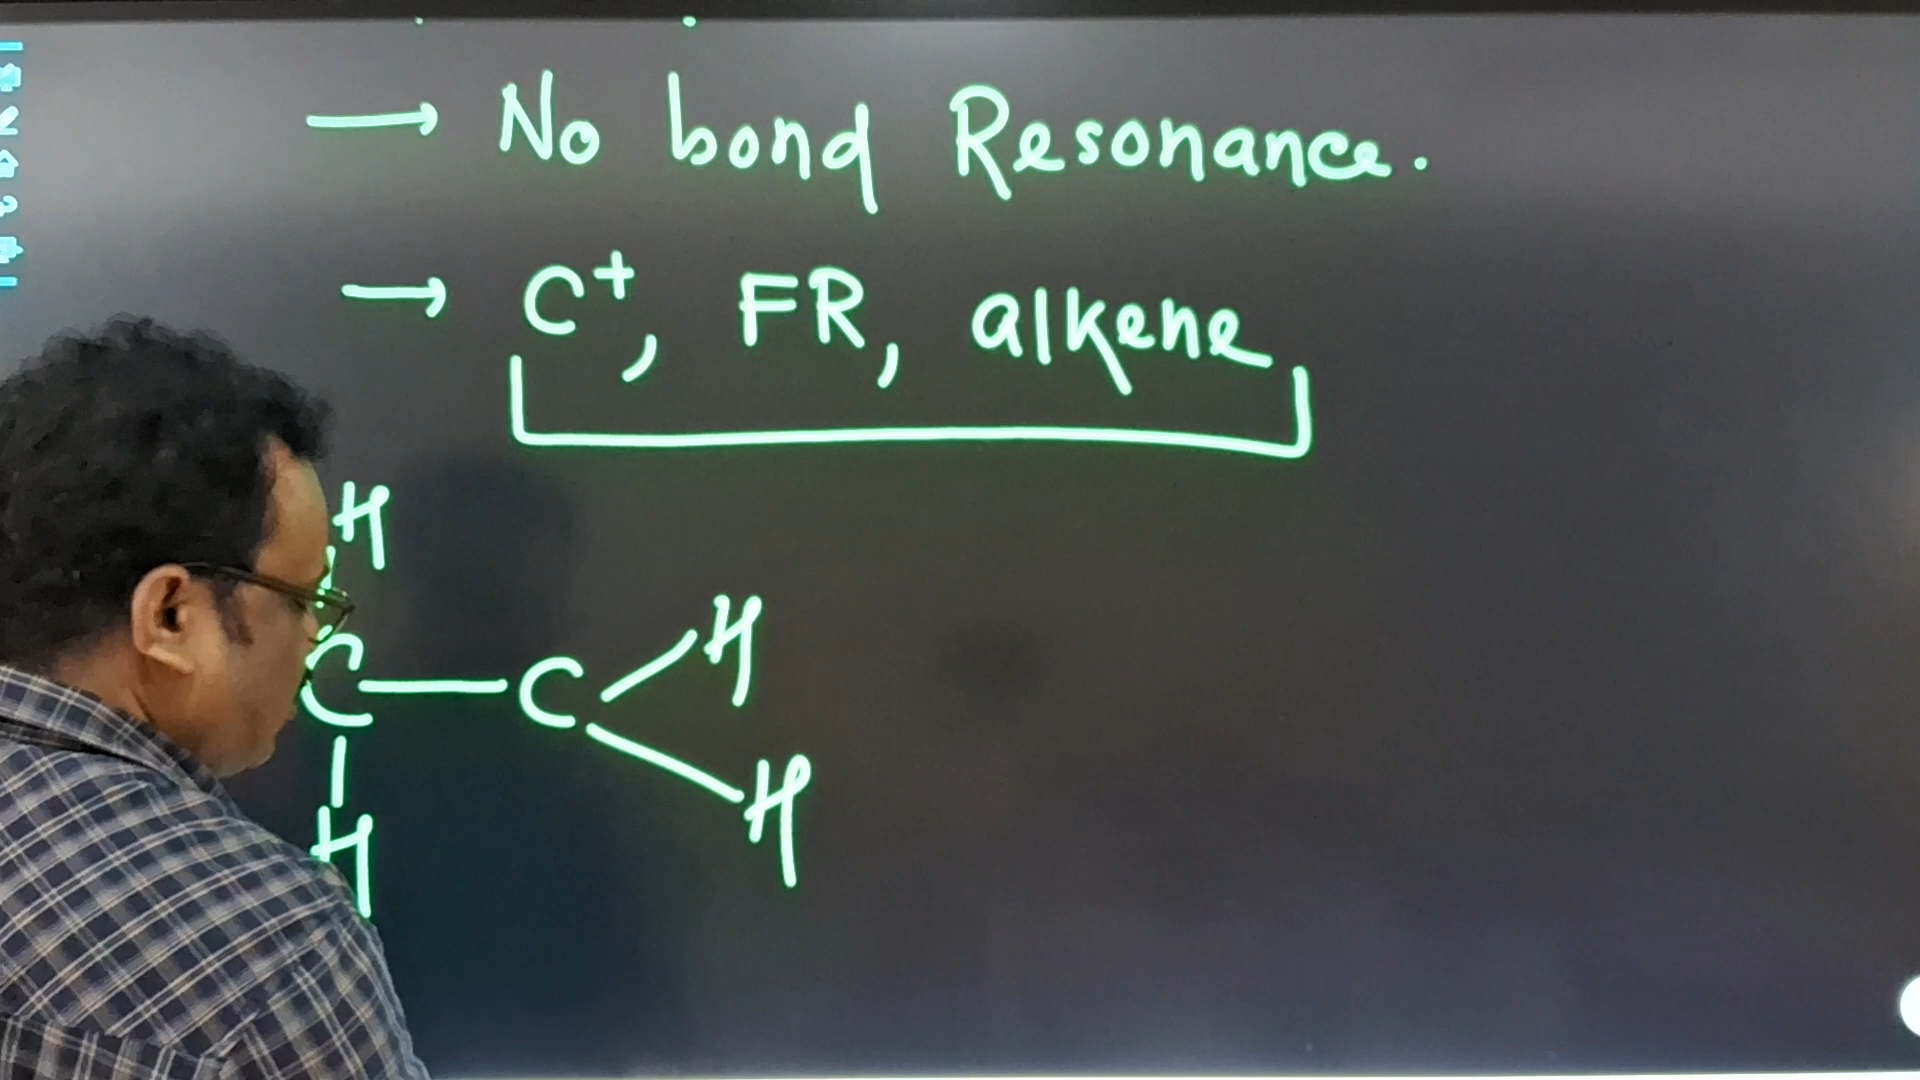 → No bond Resonance.
→ C⁺, FR, alkene
H
H
C — C
H
H